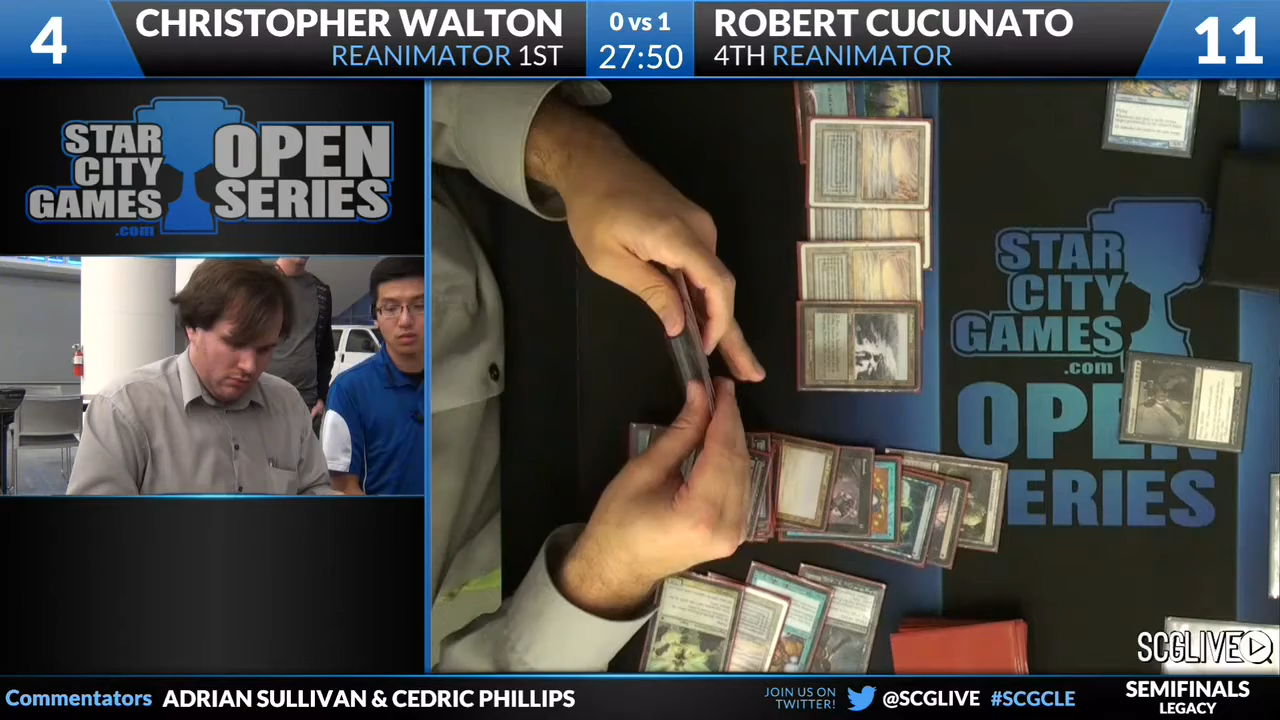 4
CHRISTOPHER WALTON
REANIMATOR 1ST
0 vs 1
27:50
ROBERT CUCUNATO
4TH REANIMATOR
11
STAR
CITY
GAMES
.com
OPEN
SERIES
STAR
CITY
GAMES
.com
OPE
ERIES
SCGLIVE
Commentators ADRIAN SULLIVAN & CEDRIC PHILLIPS
JOIN US ON
TWITTER!
@SCGLIVE #SCGCLE
SEMIFINALS
LEGACY